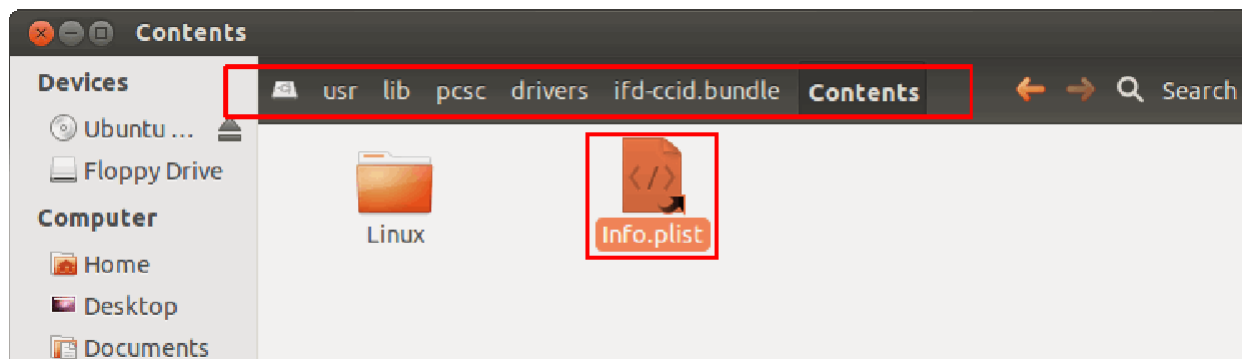 Contents
Devices
usr lib pcsc drivers ifd-ccid.bundle Contents Search
Ubuntu ...
Floppy Drive
Computer
Home
Desktop
Documents
Linux
Info.plist